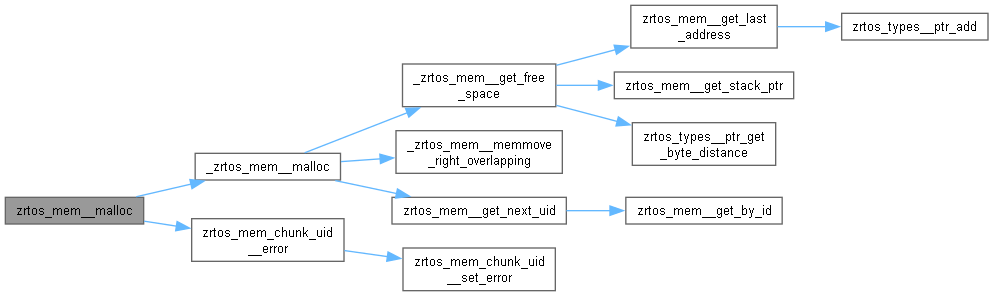 zrtos_mem__malloc
_zrtos_mem__malloc
zrtos_mem_chunk_uid
__error
_zrtos_mem__get_free
_space
_zrtos_mem__memmove
_right_overlapping
zrtos_mem__get_next_uid
zrtos_mem_chunk_uid
__set_error
zrtos_mem__get_last
_address
zrtos_mem__get_stack_ptr
zrtos_types__ptr_get
_byte_distance
zrtos_mem__get_by_id
zrtos_types__ptr_add